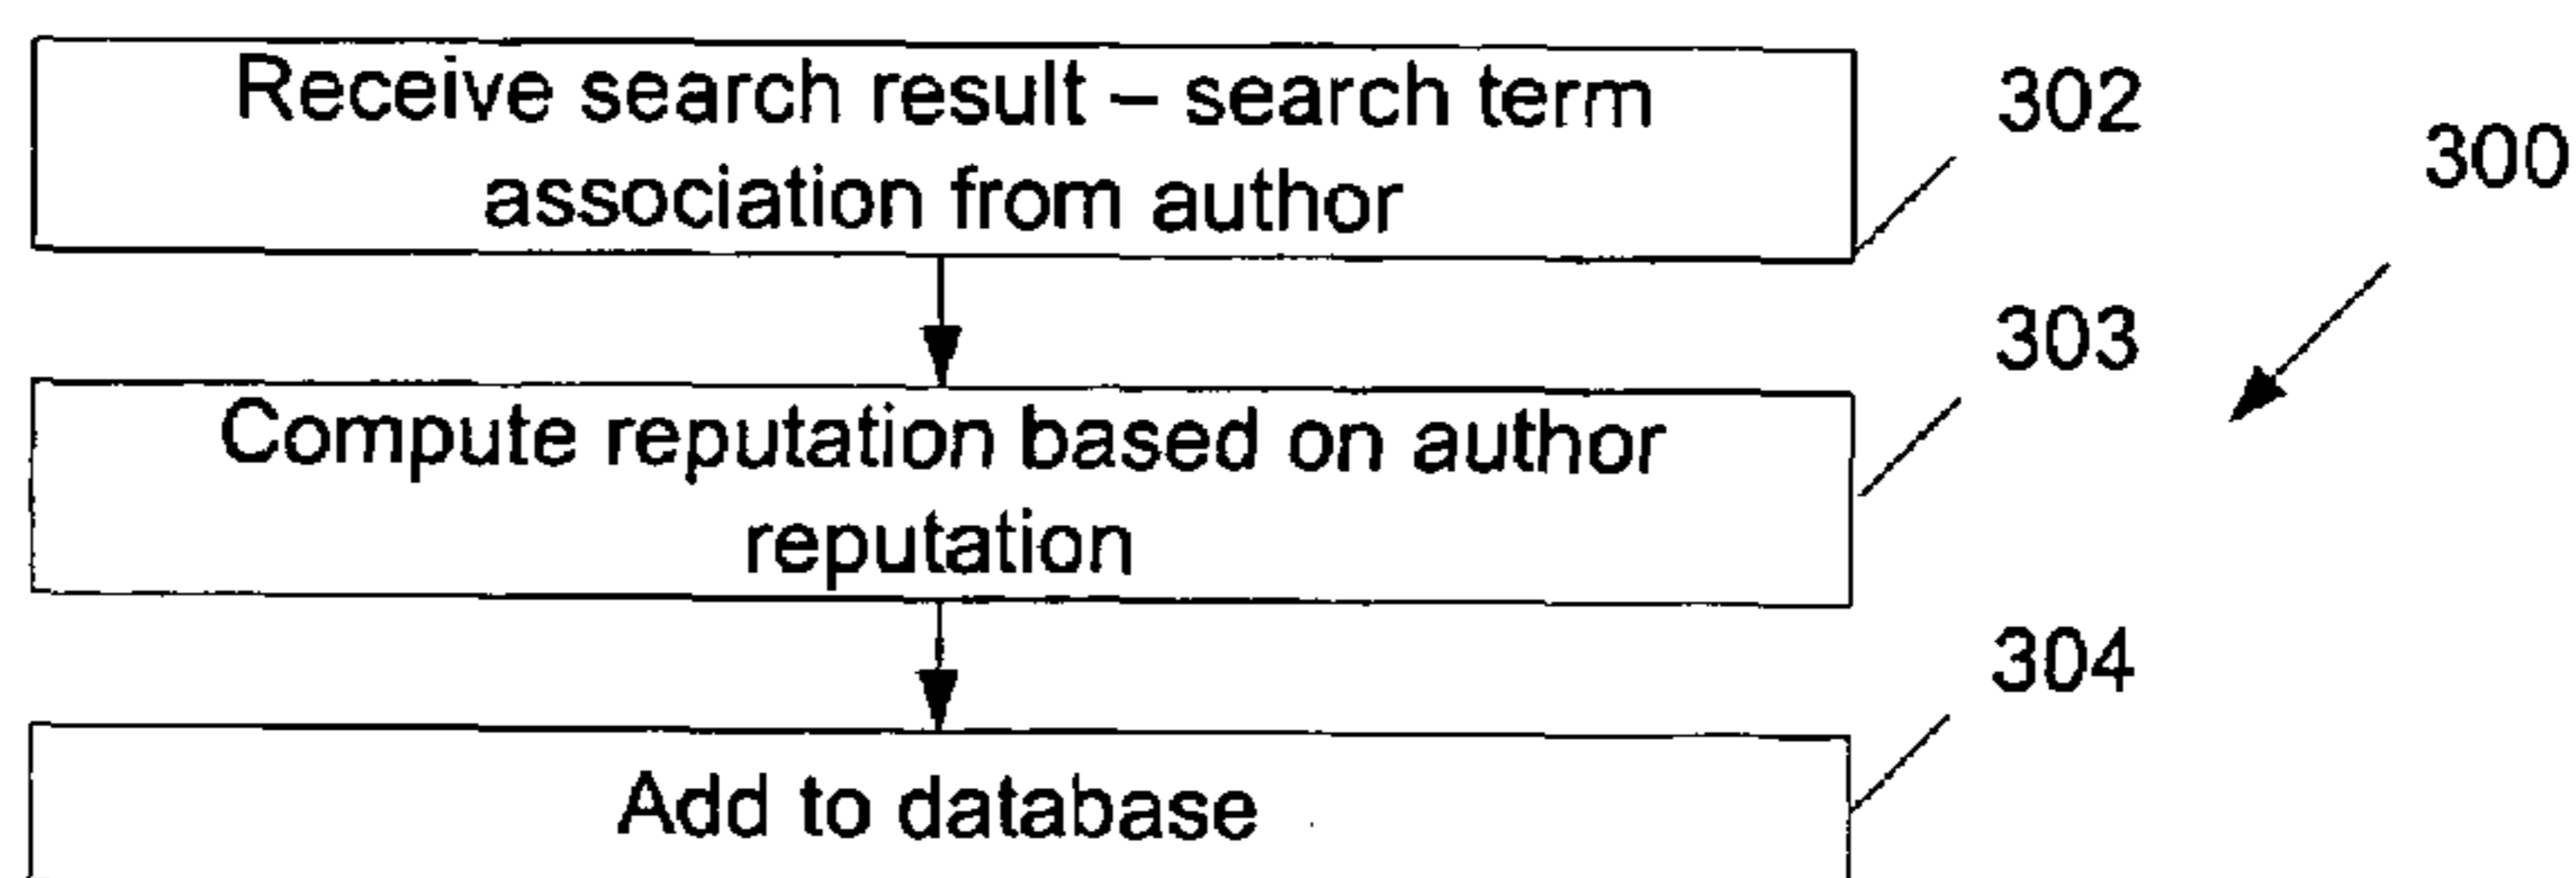 Receive search result – search term
association from author
302
300
Compute reputation based on author
reputation
303
Add to database
304